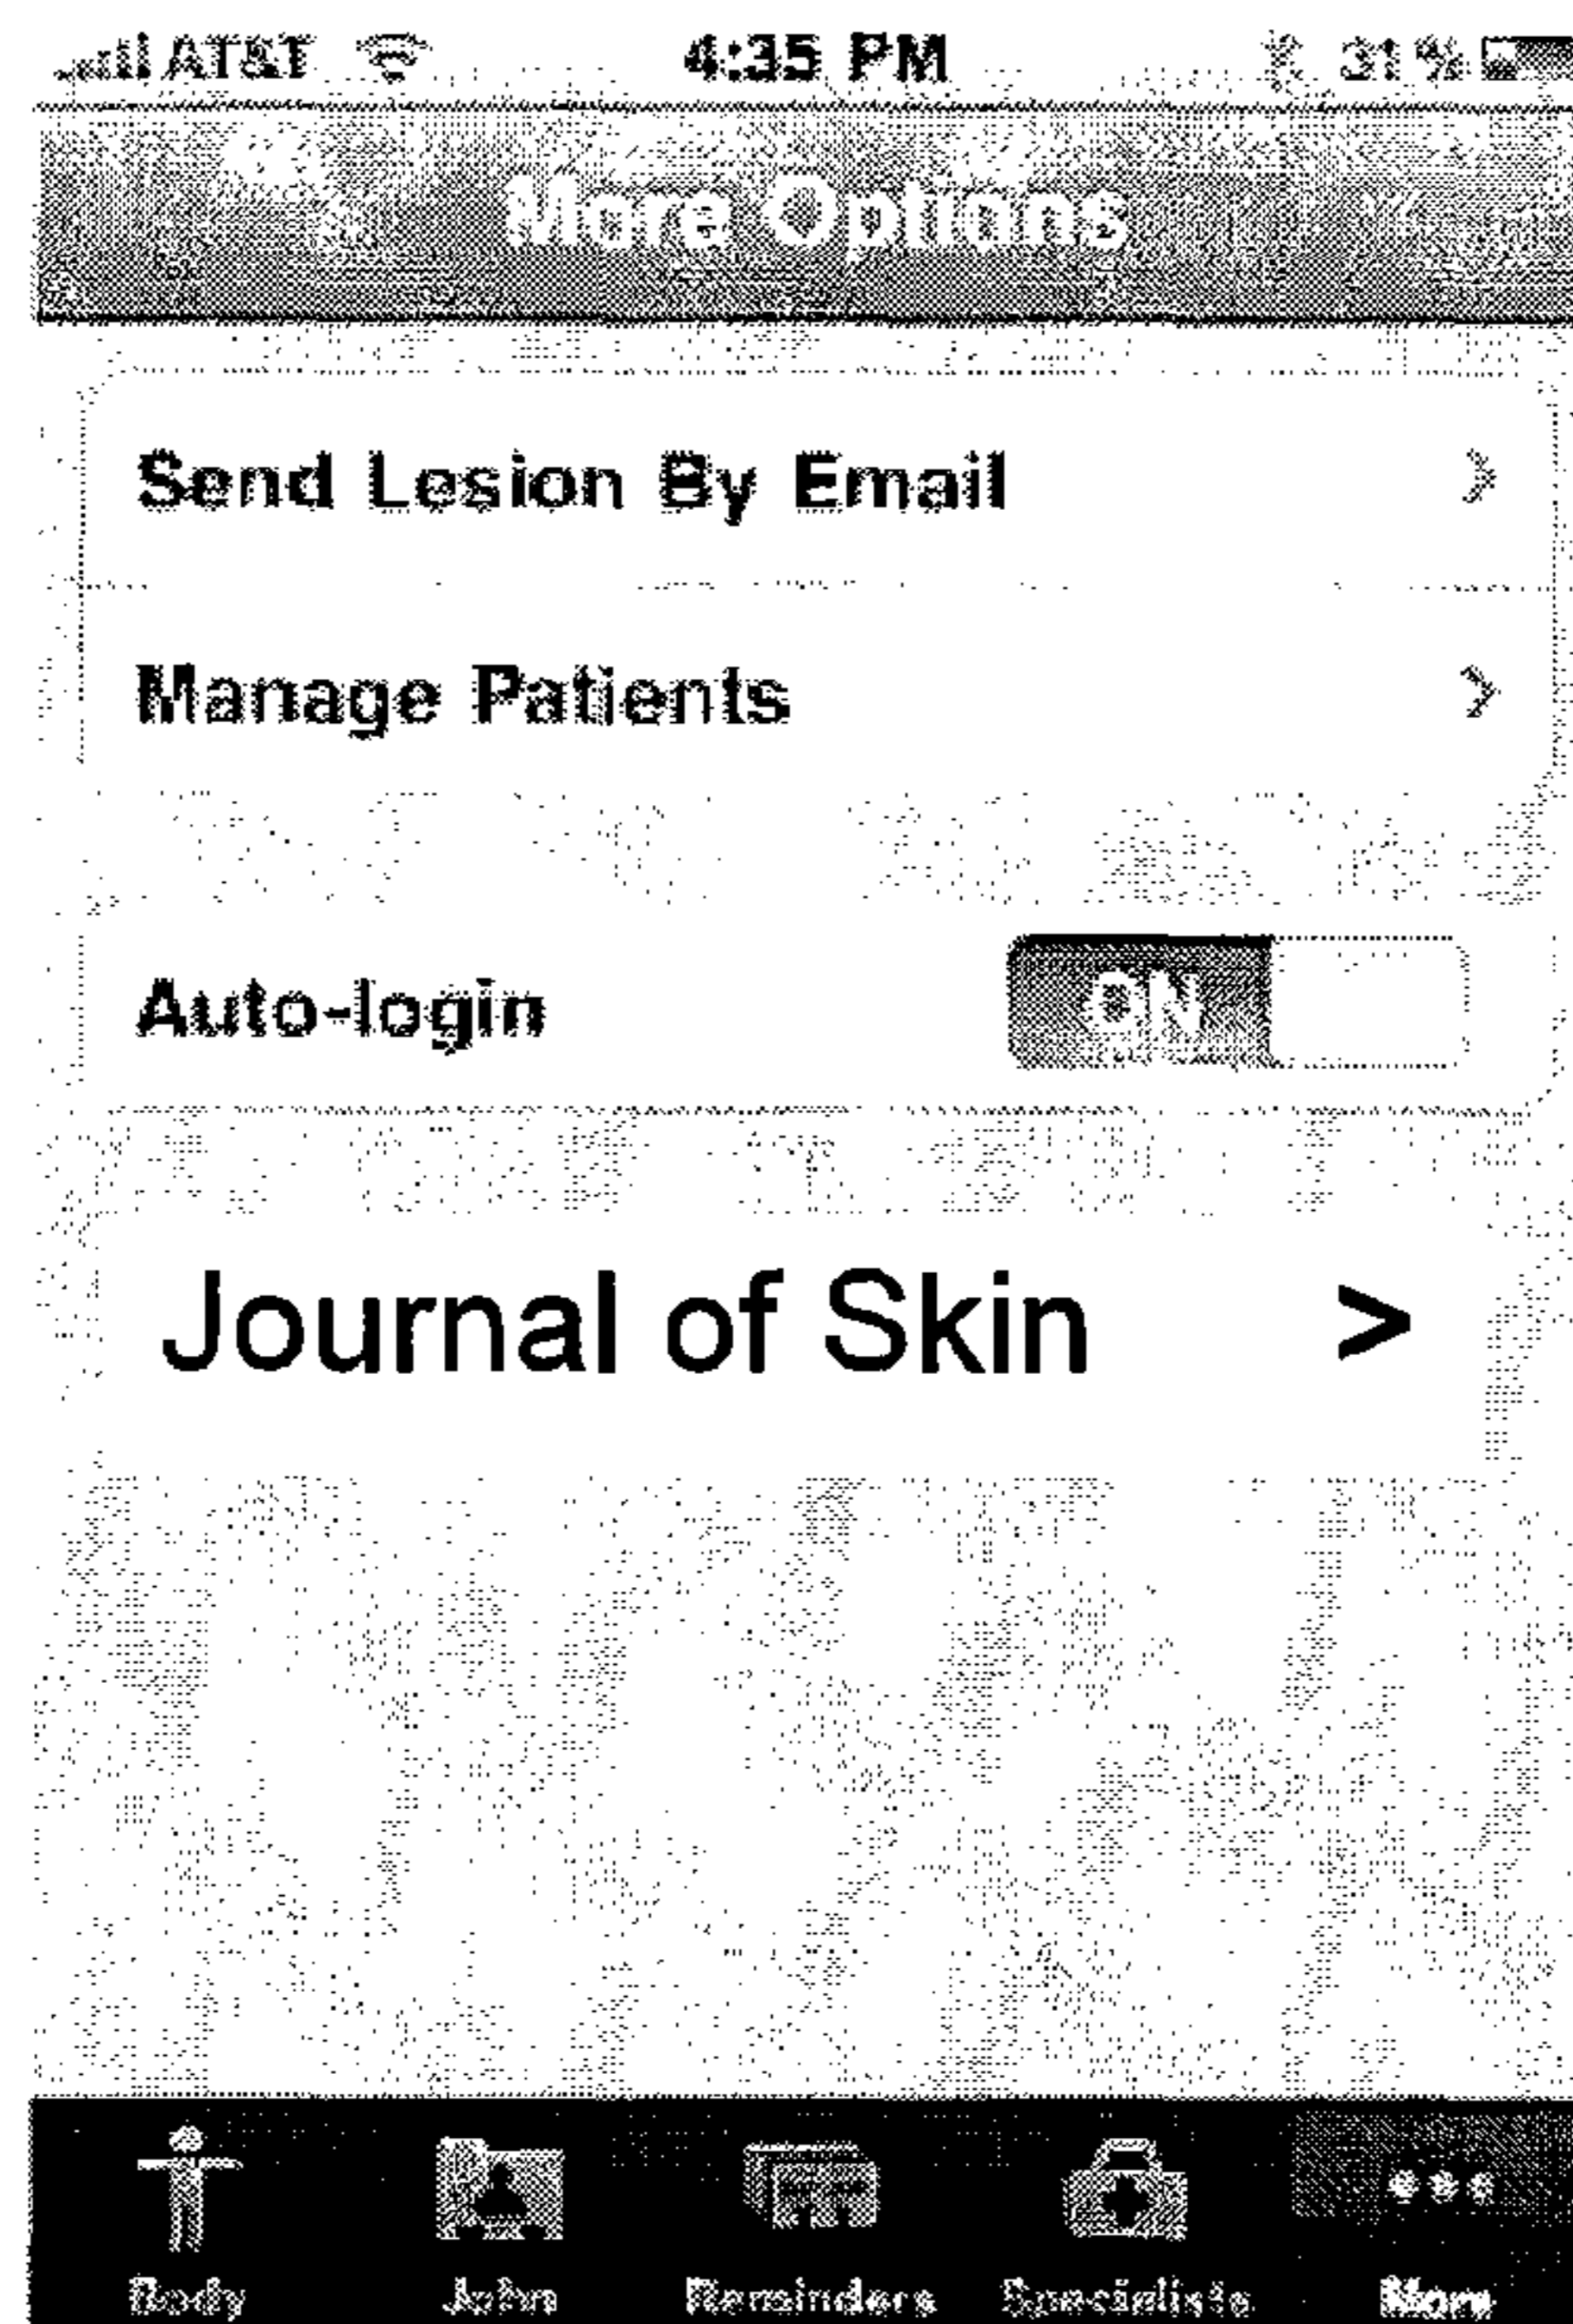 AT&T 4:35 PM 31%
More Options
Send Lesion By Email >
Manage Patients >
Auto-login ON
Journal of Skin >
Body John Reminders Specialists More